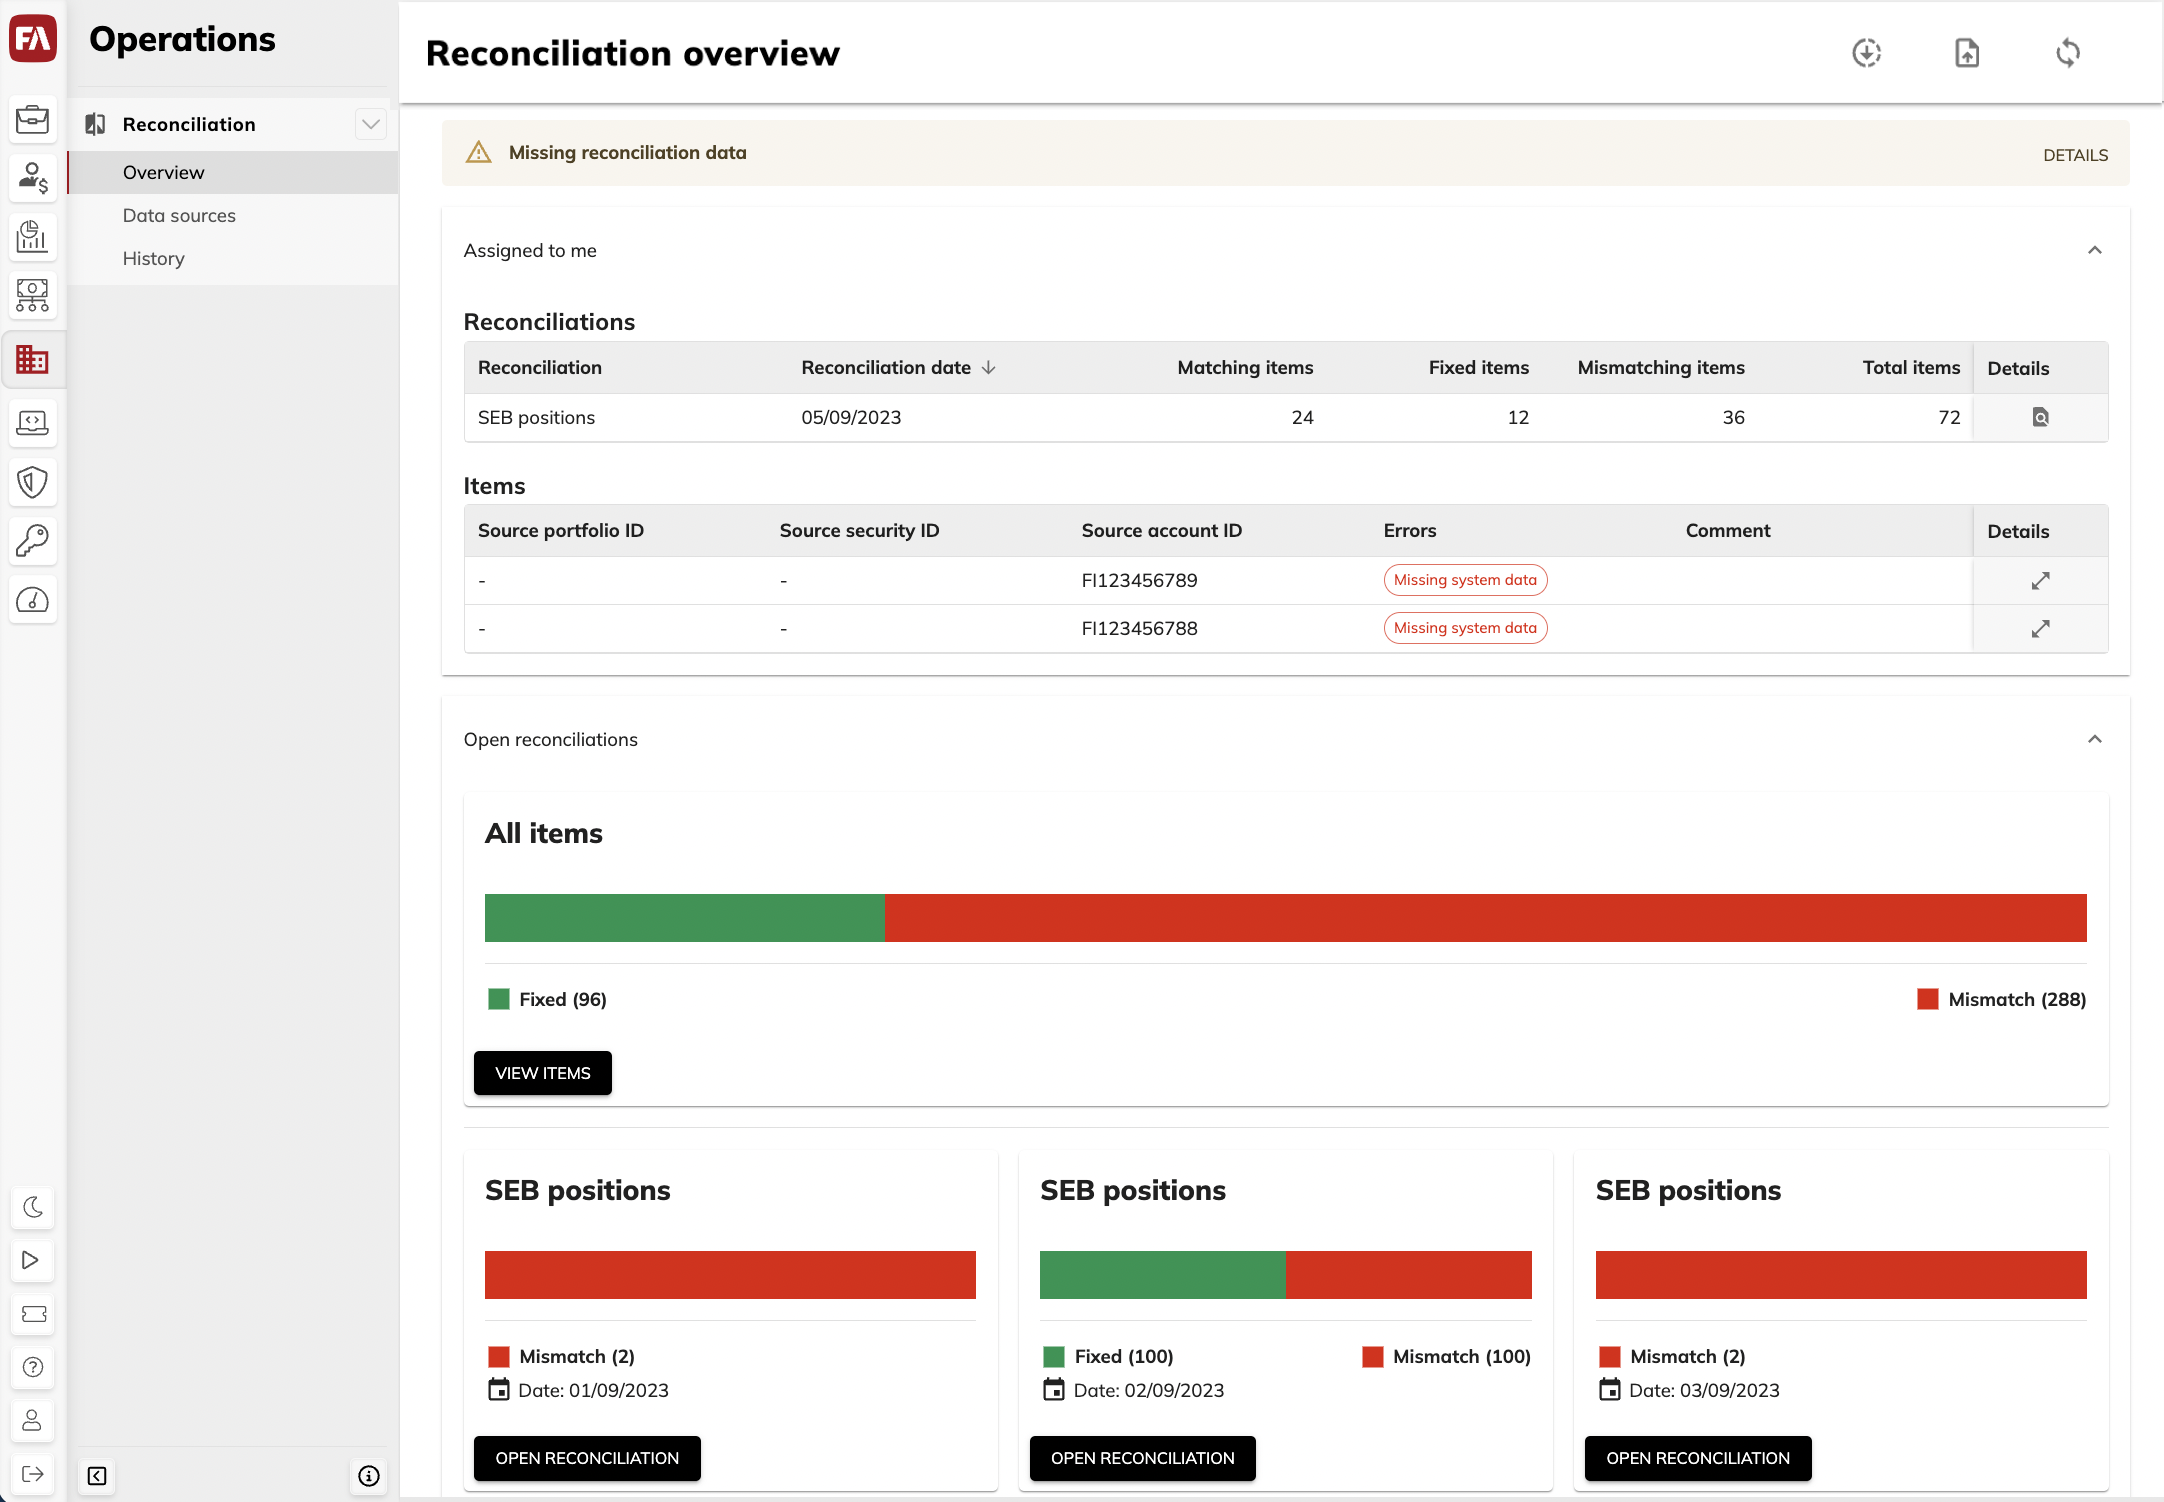 FA
Operations
Reconciliation
Overview
Data sources
History
Reconciliation overview
Missing reconciliation data DETAILS
Assigned to me
Reconciliations
Reconciliation Reconciliation date Matching items Fixed items Mismatching items Total items Details
SEB positions 05/09/2023 24 12 36 72
Items
Source portfolio ID Source security ID Source account ID Errors Comment Details
- - FI123456789 Missing system data
- - FI123456788 Missing system data
Open reconciliations
All items
Fixed (96) Mismatch (288)
VIEW ITEMS
SEB positions SEB positions SEB positions
Mismatch (2) Fixed (100) Mismatch (100) Mismatch (2)
Date: 01/09/2023 Date: 02/09/2023 Date: 03/09/2023
OPEN RECONCILIATION OPEN RECONCILIATION OPEN RECONCILIATION